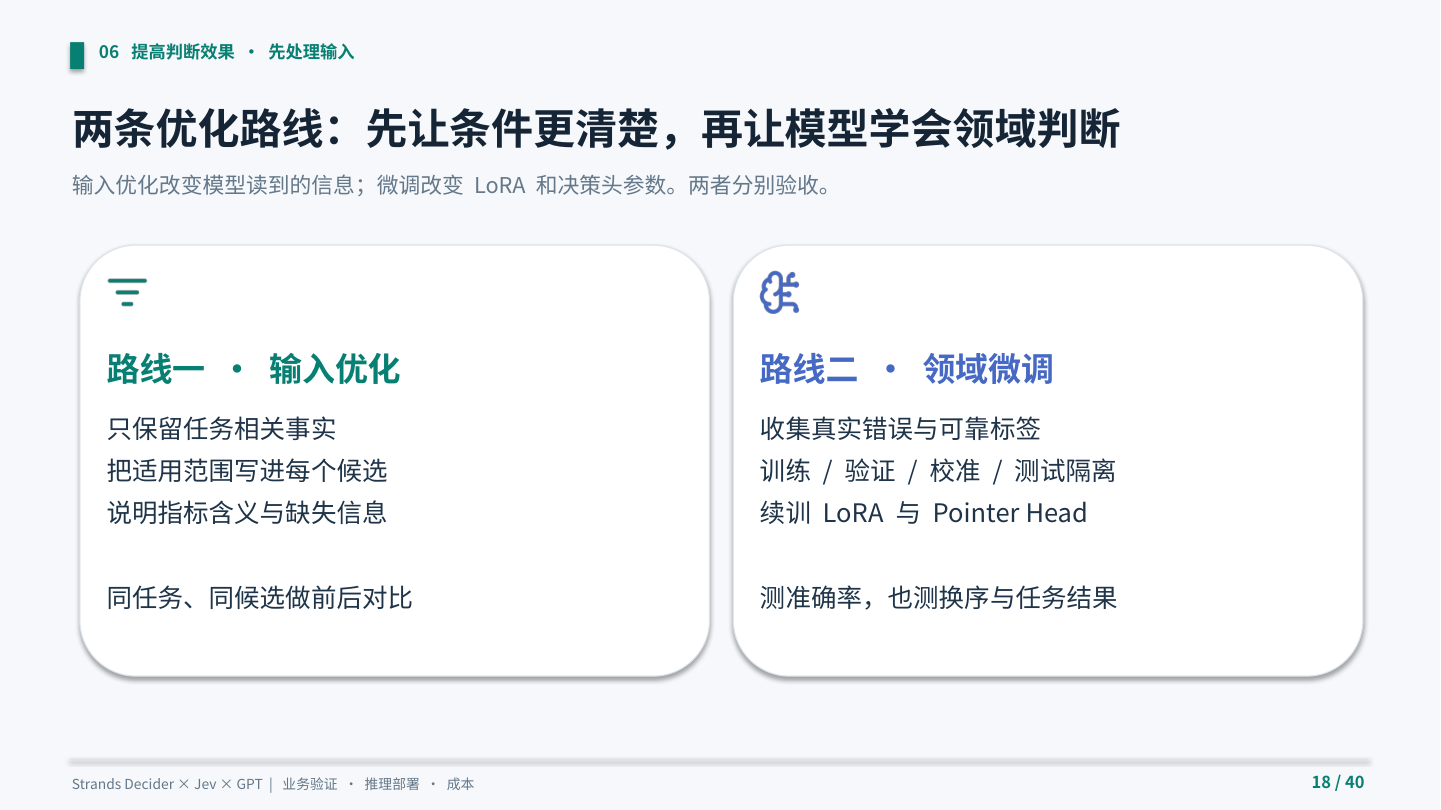 06 提高判断效果 · 先处理输入
两条优化路线：先让条件更清楚，再让模型学会领域判断
输入优化改变模型读到的信息；微调改变 LoRA 和决策头参数。两者分别验收。
路线一 · 输入优化
只保留任务相关事实
把适用范围写进每个候选
说明指标含义与缺失信息
同任务、同候选做前后对比
路线二 · 领域微调
收集真实错误与可靠标签
训练 / 验证 / 校准 / 测试隔离
续训 LoRA 与 Pointer Head
测准确率，也测换序与任务结果
Strands Decider × Jev × GPT | 业务验证 · 推理部署 · 成本
18 / 40